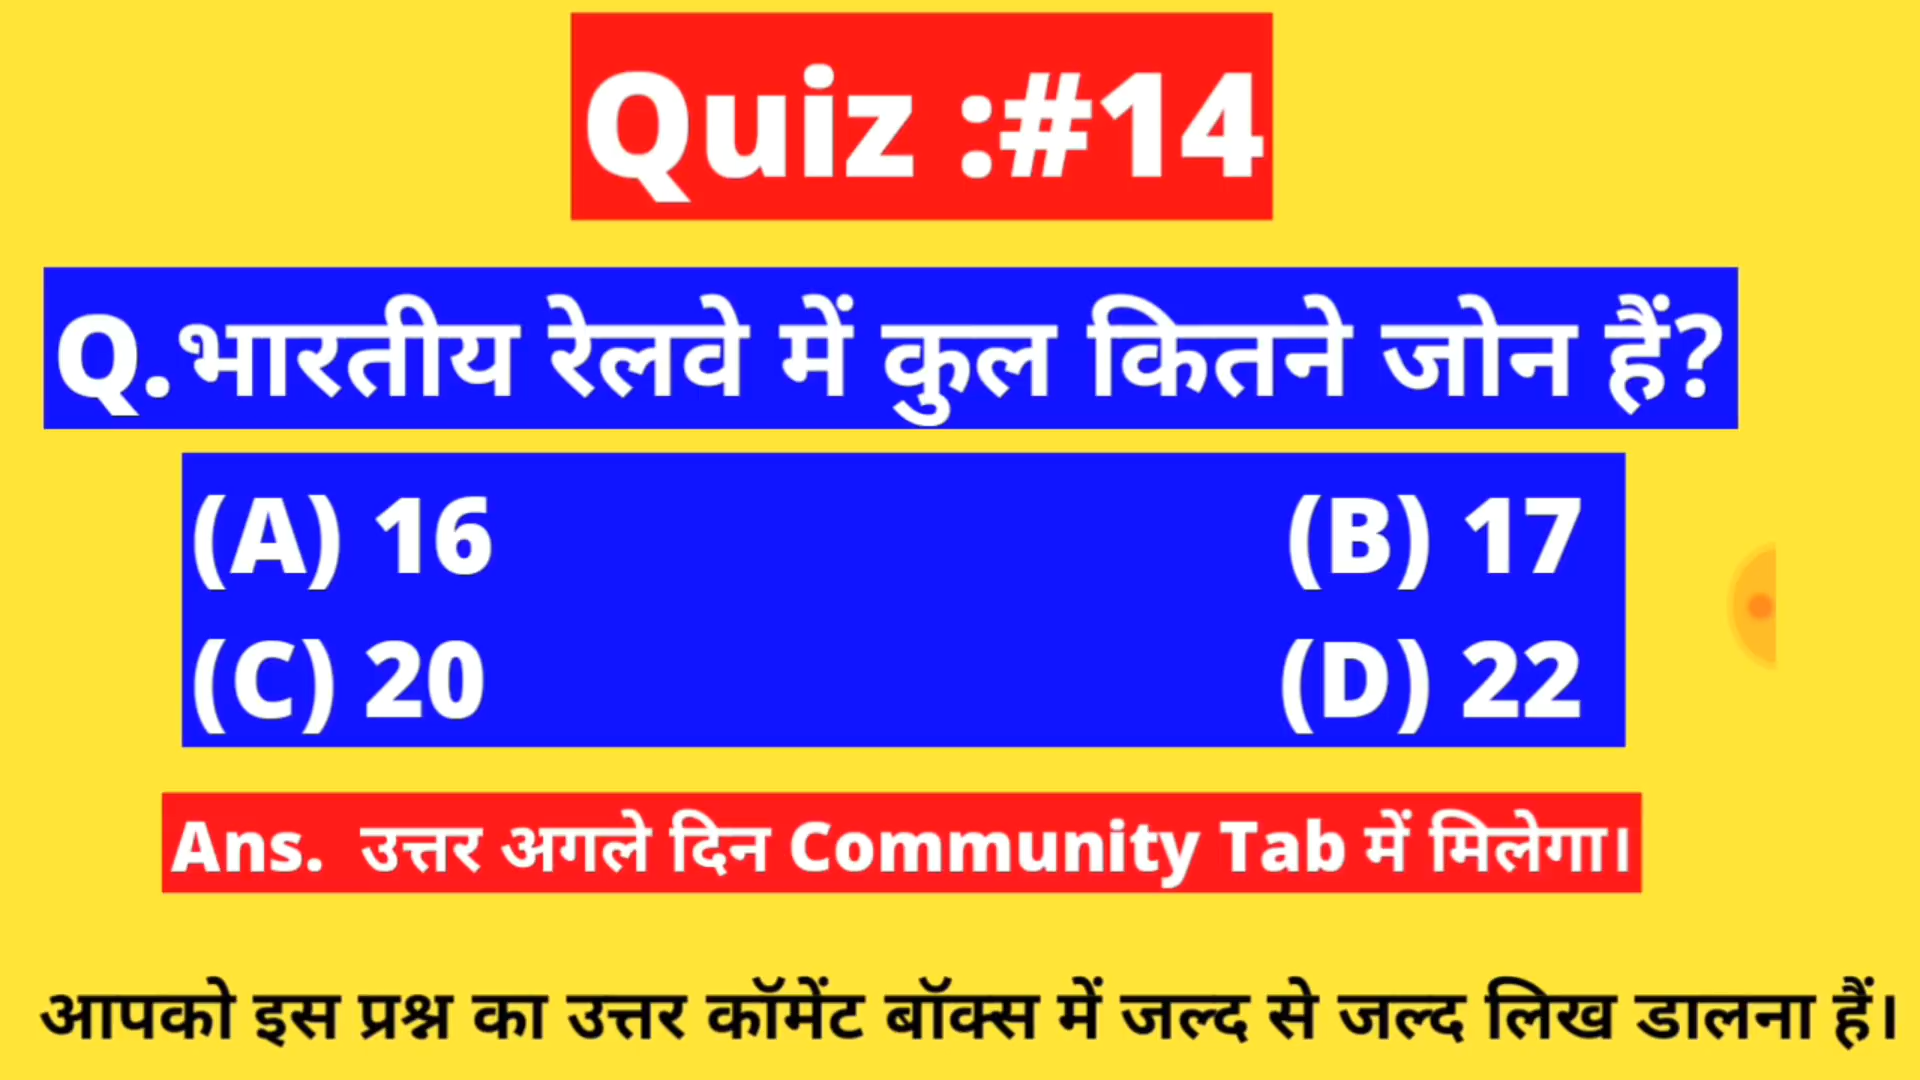 Quiz :#14
Q.भारतीय रेलवे में कुल कितने जोन हैं?
(A) 16 (B) 17
(C) 20 (D) 22
Ans. उत्तर अगले दिन Community Tab में मिलेगा।
आपको इस प्रश्न का उत्तर कॉमेंट बॉक्स में जल्द से जल्द लिख डालना हैं।